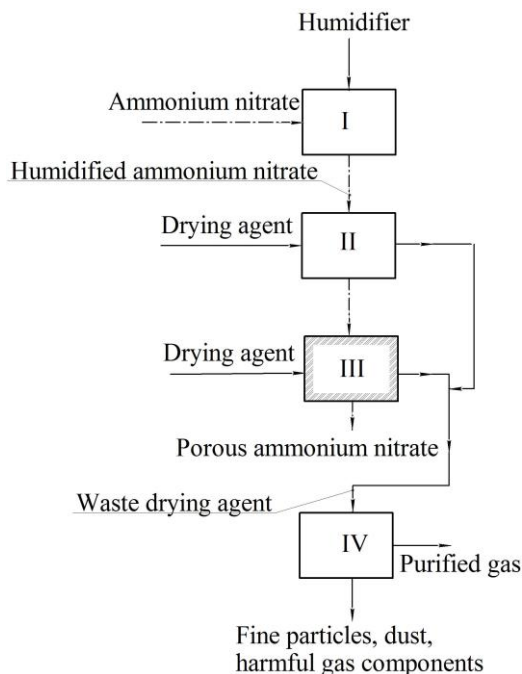 Humidifier
Ammonium nitrate
I
Humidified ammonium nitrate
Drying agent
II
Drying agent
III
Porous ammonium nitrate
Waste drying agent
IV
Purified gas
Fine particles, dust,
harmful gas components